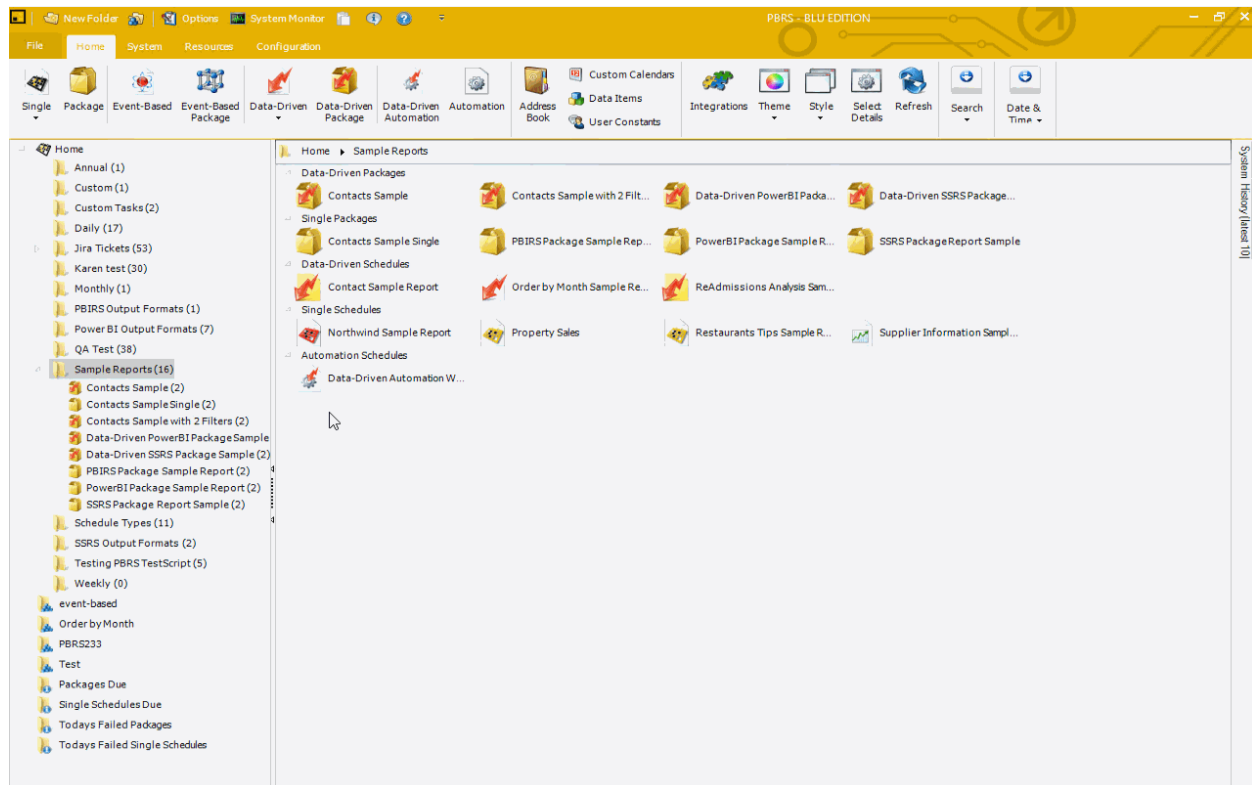 New Folder Options System Monitor PBRS - BLU EDITION
File Home System Resources Configuration
Single Package Event-Based Event-Based Package Data-Driven Data-Driven Package Data-Driven Automation Automation Address Book Custom Calendars Data Items User Constants Integrations Theme Style Select Details Refresh Search Date & Time
Home
Annual (1)
Custom (1)
Custom Tasks (2)
Daily (17)
Jira Tickets (53)
Karen test (30)
Monthly (1)
PBIRS Output Formats (1)
Power BI Output Formats (7)
QA Test (38)
Sample Reports (16)
Contacts Sample (2)
Contacts Sample Single (2)
Contacts Sample with 2 Filters (2)
Data-Driven PowerBI Package Sample
Data-Driven SSRS Package Sample (2)
PBIRS Package Sample Report (2)
PowerBI Package Sample Report (2)
SSRS Package Report Sample (2)
Schedule Types (11)
SSRS Output Formats (2)
Testing PBRS TestScript (5)
Weekly (0)
event-based
Order by Month
PBRS233
Test
Packages Due
Single Schedules Due
Todays Failed Packages
Todays Failed Single Schedules
Home Sample Reports
Data-Driven Packages
Contacts Sample Contacts Sample with 2 Filt... Data-Driven PowerBI Packa... Data-Driven SSRS Package...
Single Packages
Contacts Sample Single PBIRS Package Sample Rep... PowerBI Package Sample R... SSRS Package Report Sample
Data-Driven Schedules
Contact Sample Report Order by Month Sample Re... ReAdmissions Analysis Sam...
Single Schedules
Northwind Sample Report Property Sales Restaurants Tips Sample R... Supplier Information Sampl...
Automation Schedules
Data-Driven Automation W...
System History (latest 10)